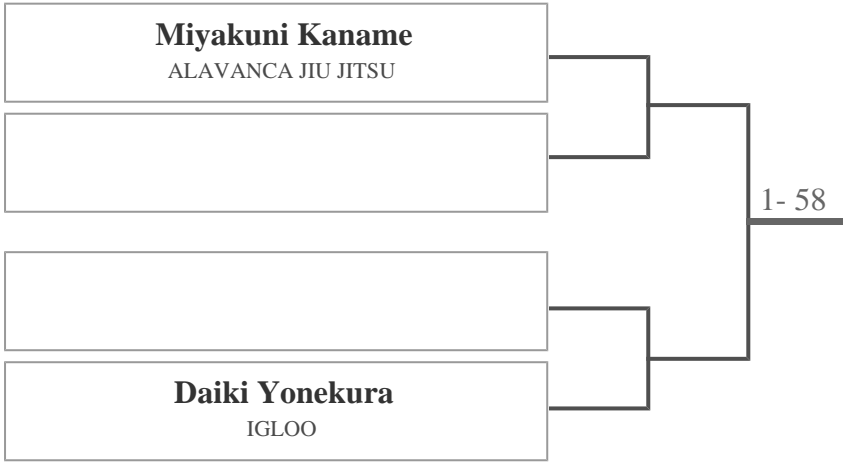 Miyakuni Kaname
ALAVANCA JIU JITSU
1- 58
Daiki Yonekura
IGLOO